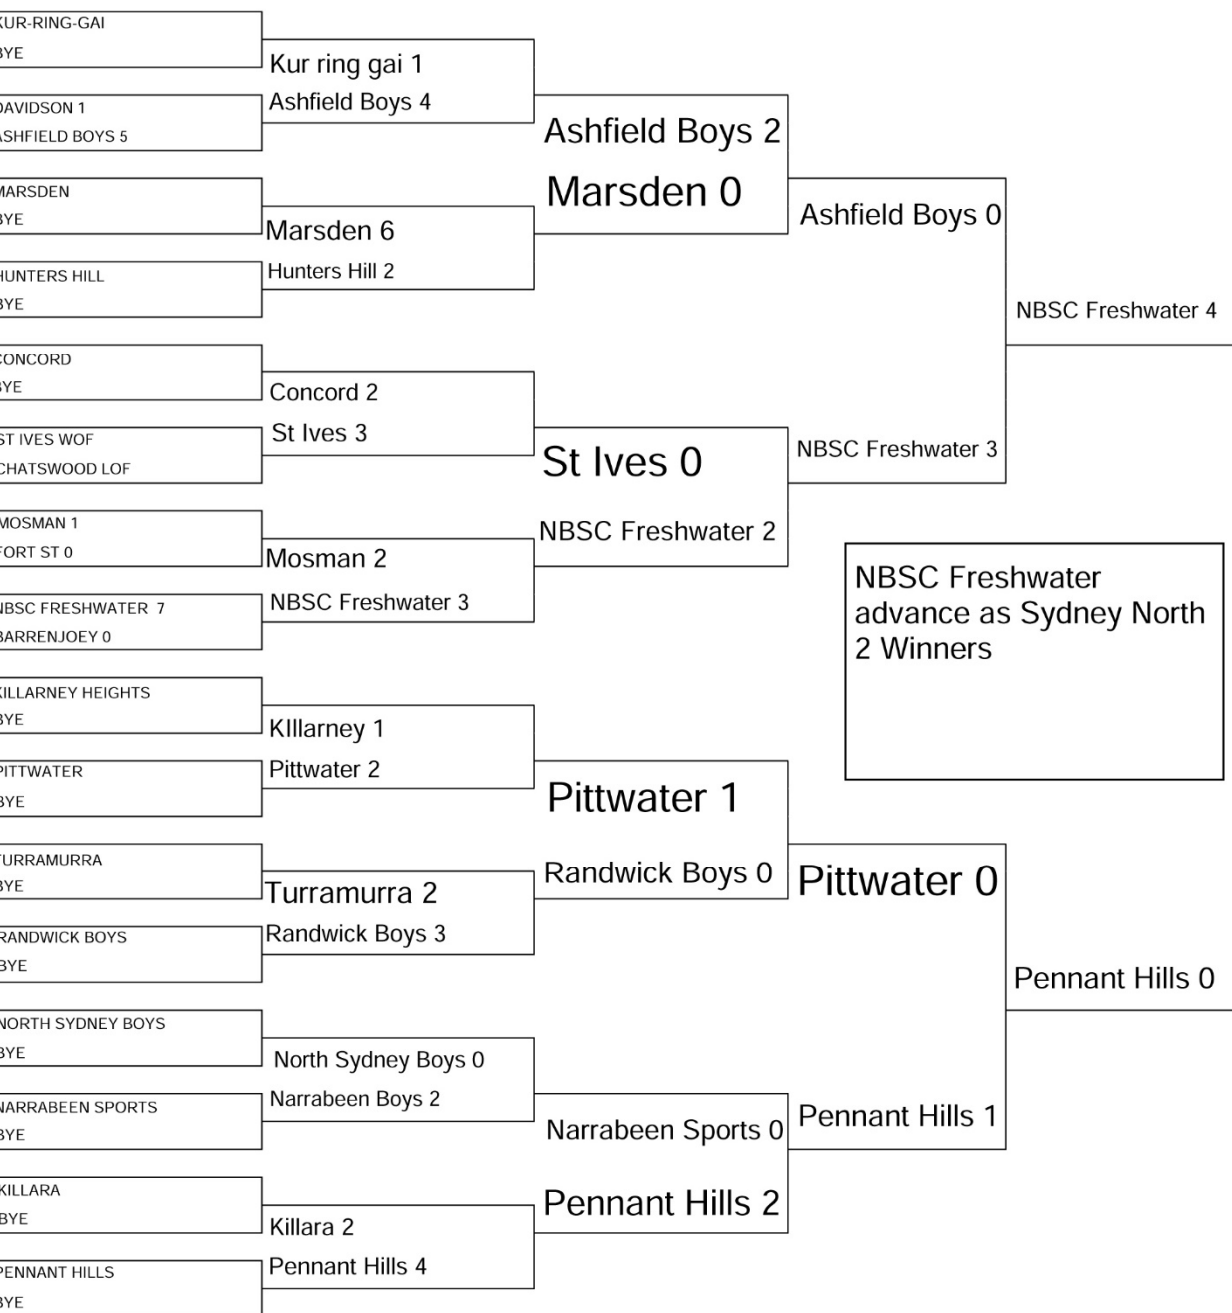 KUR-RING-GAI
BYE
DAVIDSON 1
ASHFIELD BOYS 5
MARSDEN
BYE
HUNTERS HILL
BYE
CONCORD
BYE
ST IVES WOF
CHATSWOOD LOF
MOSMAN 1
FORT ST 0
NBSC FRESHWATER 7
BARRENJOEY 0
KILLARNEY HEIGHTS
BYE
PITTWATER
BYE
TURRAMURRA
BYE
RANDWICK BOYS
BYE
NORTH SYDNEY BOYS
BYE
NARRABEEN SPORTS
BYE
KILLARA
BYE
PENNANT HILLS
BYE
Kur ring gai 1
Ashfield Boys 4
Marsden 6
Hunters Hill 2
Concord 2
St Ives 3
Mosman 2
NBSC Freshwater 3
KIllarney 1
Pittwater 2
Turramurra 2
Randwick Boys 3
North Sydney Boys 0
Narrabeen Boys 2
Killara 2
Pennant Hills 4
Ashfield Boys 2
Marsden 0
St Ives 0
NBSC Freshwater 2
Pittwater 1
Randwick Boys 0
Narrabeen Sports 0
Pennant Hills 2
Ashfield Boys 0
NBSC Freshwater 3
Pittwater 0
Pennant Hills 1
NBSC Freshwater 4
Pennant Hills 0
NBSC Freshwater
advance as Sydney North
2 Winners